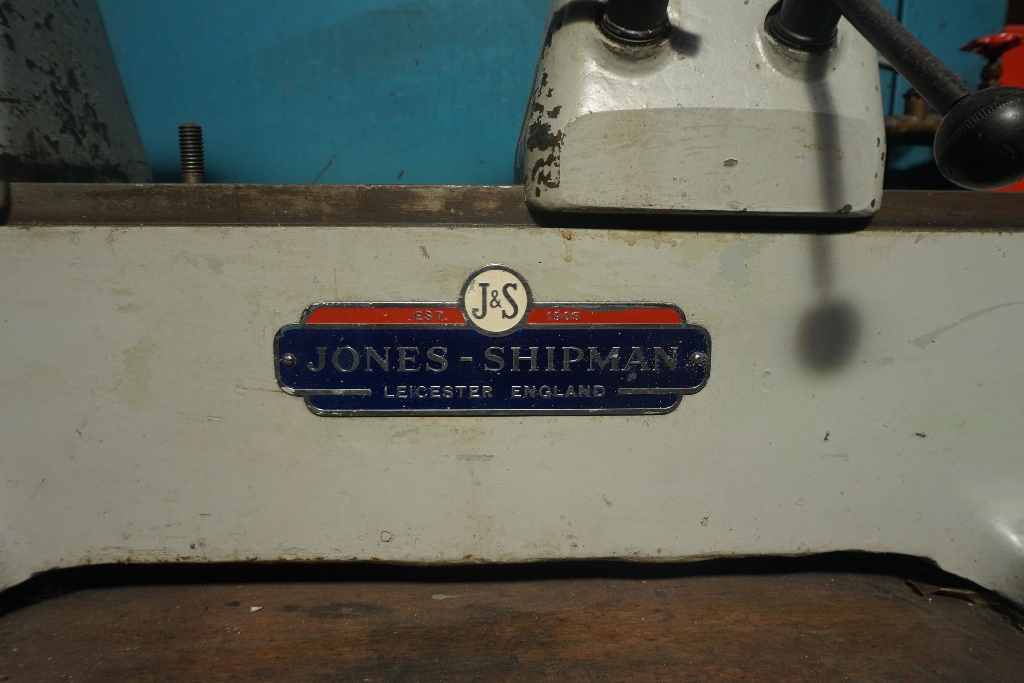 J&S
EST.
JONES - SHIPMAN
LEICESTER ENGLAND